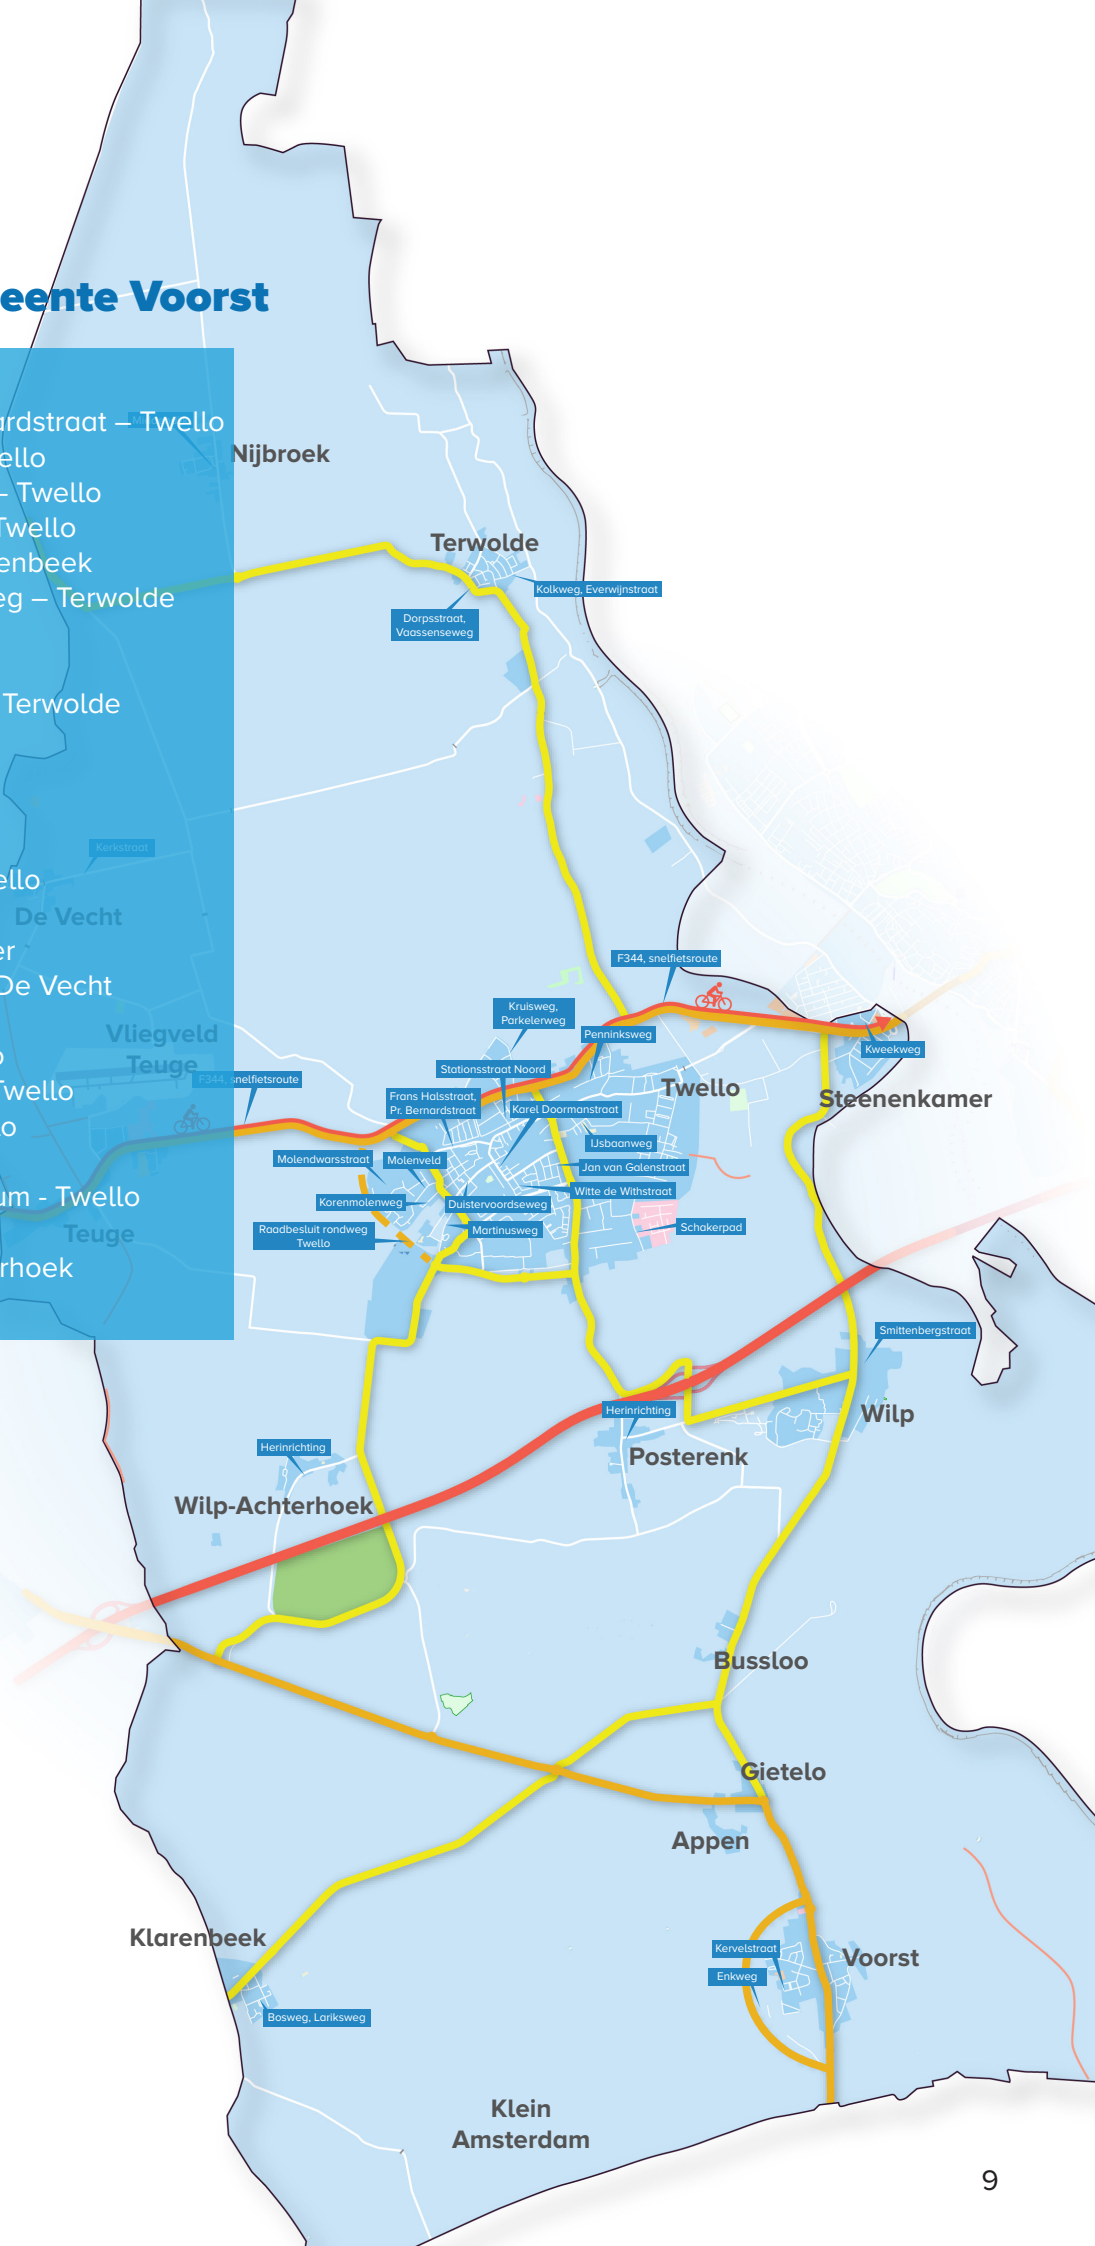 eente Voorst
ardstraat – Twello
ello
– Twello
Twello
enbeek
eg – Terwolde
Terwolde
ello
er
De Vecht
o
Twello
lo
um - Twello
rhoek
Nijbroek
Terwolde
Kolkweg, Everwijnstraat
Dorpsstraat,
Vaassenseweg
Kerkstraat
De Vecht
Vliegveld
Teuge
F344, snelfietsroute
F344, snelfietsroute
Kruisweg,
Parkelerweg
Penninksweg
Kweekweg
Stationsstraat Noord
Twello
Steenenkamer
Frans Halsstraat,
Pr. Bernardstraat
Karel Doormanstraat
IJsbaanweg
Molendwarsstraat
Molenveld
Jan van Galenstraat
Witte de Withstraat
Korenmolenweg
Duistervoordseweg
Raadbesluit rondweg
Twello
Martinusweg
Schakerpad
Teuge
Smittenbergstraat
Wilp
Herinrichting
Posterenk
Herinrichting
Wilp-Achterhoek
Bussloo
Gietelo
Appen
Klarenbeek
Kervelstraat
Voorst
Enkweg
Bosweg, Lariksweg
Klein
Amsterdam
9